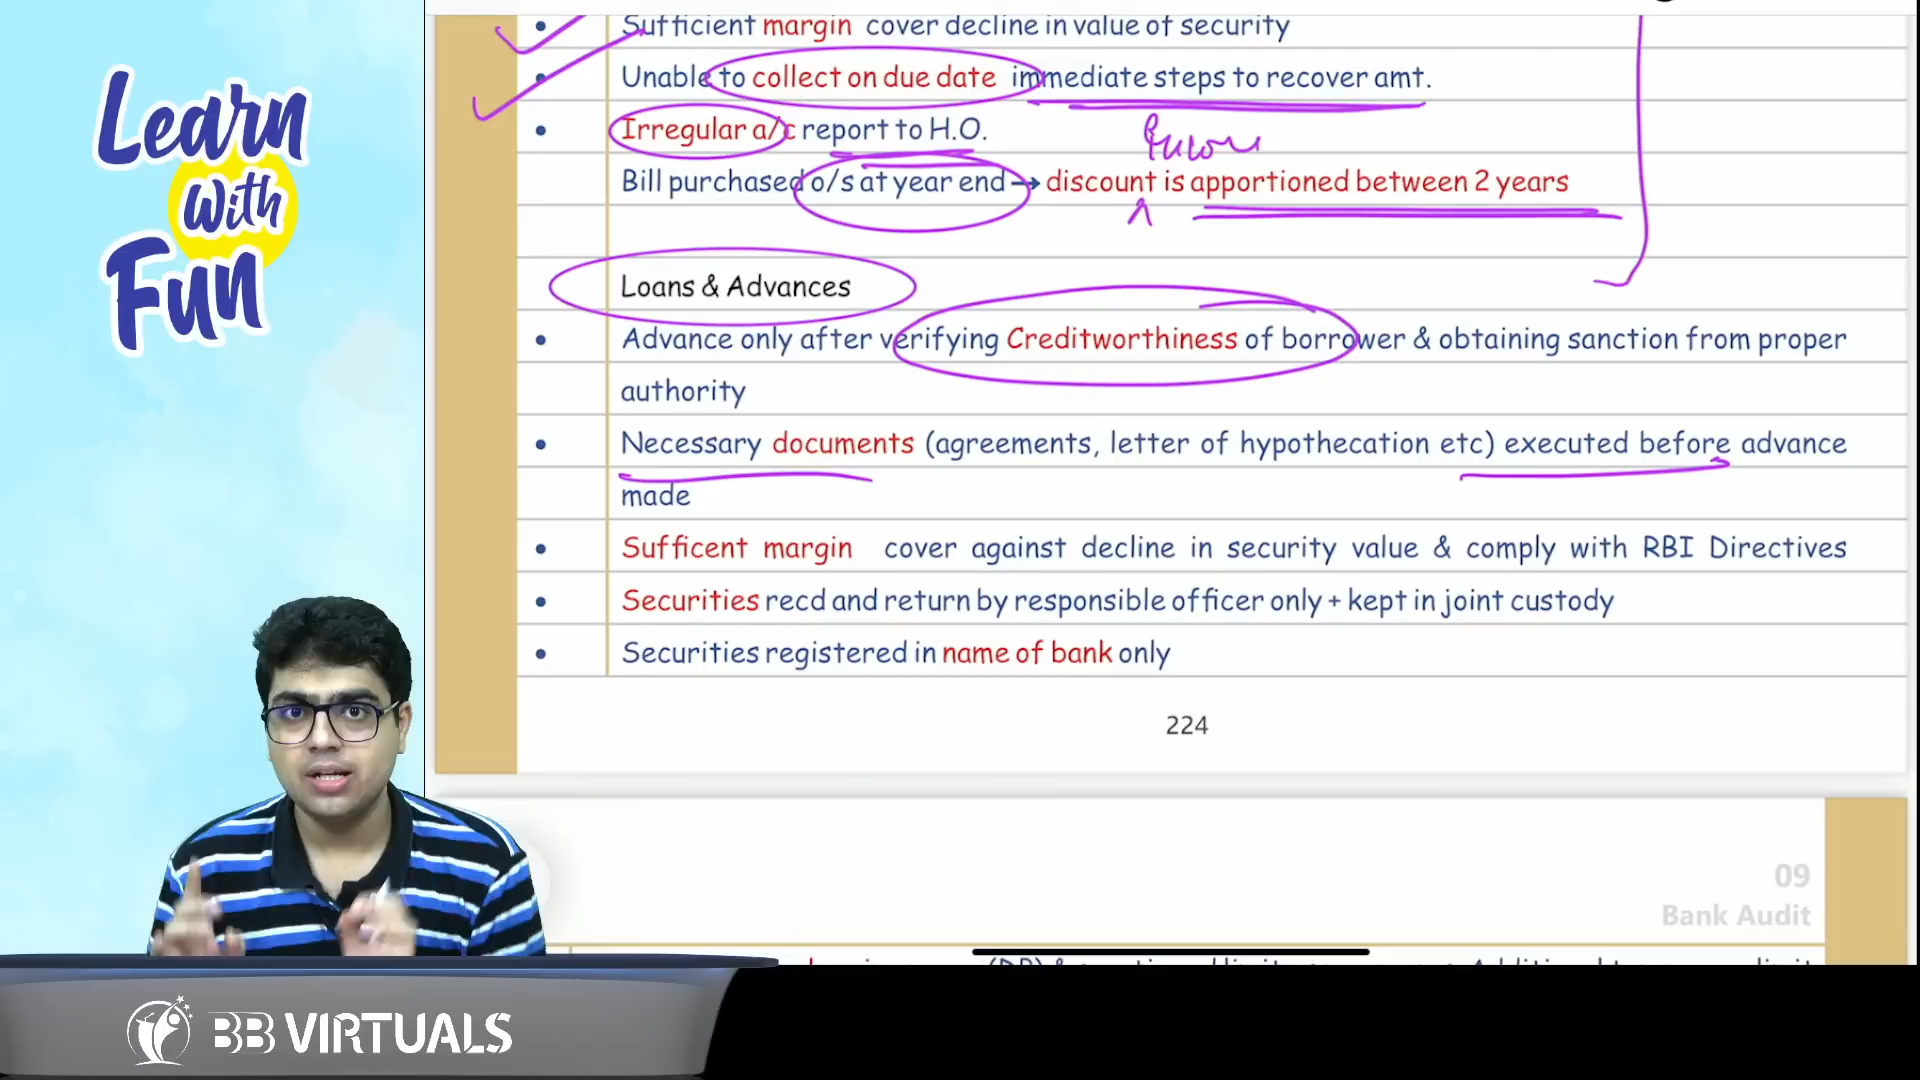 Learn
With
Fun
Sufficient margin cover decline in value of security
Unable to collect on due date immediate steps to recover amt.
Irregular a/c report to H.O.
Bill purchased o/s at year end → discount is apportioned between 2 years
Loans & Advances
Advance only after verifying Creditworthiness of borrower & obtaining sanction from proper
authority
Necessary documents (agreements, letter of hypothecation etc) executed before advance
made
Sufficent margin cover against decline in security value & comply with RBI Directives
Securities recd and return by responsible officer only + kept in joint custody
Securities registered in name of bank only
224
09
Bank Audit
BB VIRTUALS